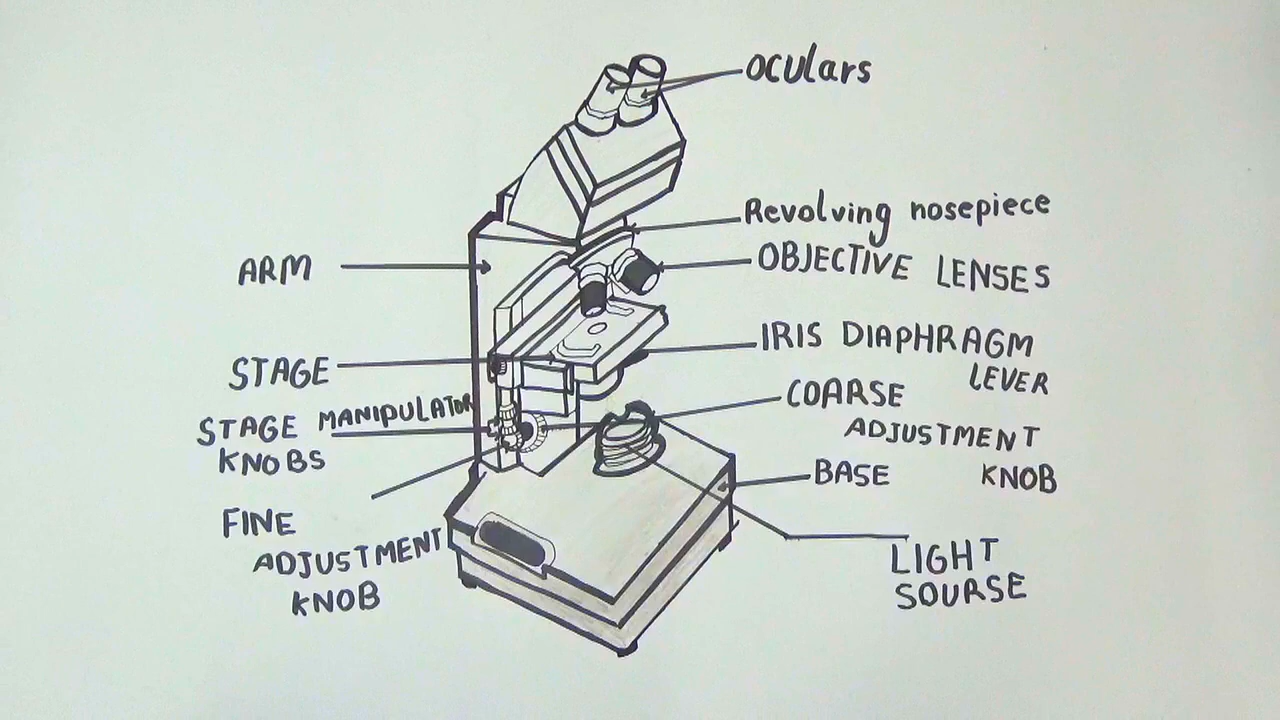 oculars
Revolving nosepiece
OBJECTIVE LENSES
ARM
IRIS DIAPHRAGM
LEVER
STAGE
COARSE
ADJUSTMENT
KNOB
STAGE MANIPULATOR
KNOBS
BASE
FINE
ADJUSTMENT
KNOB
LIGHT
SOURSE